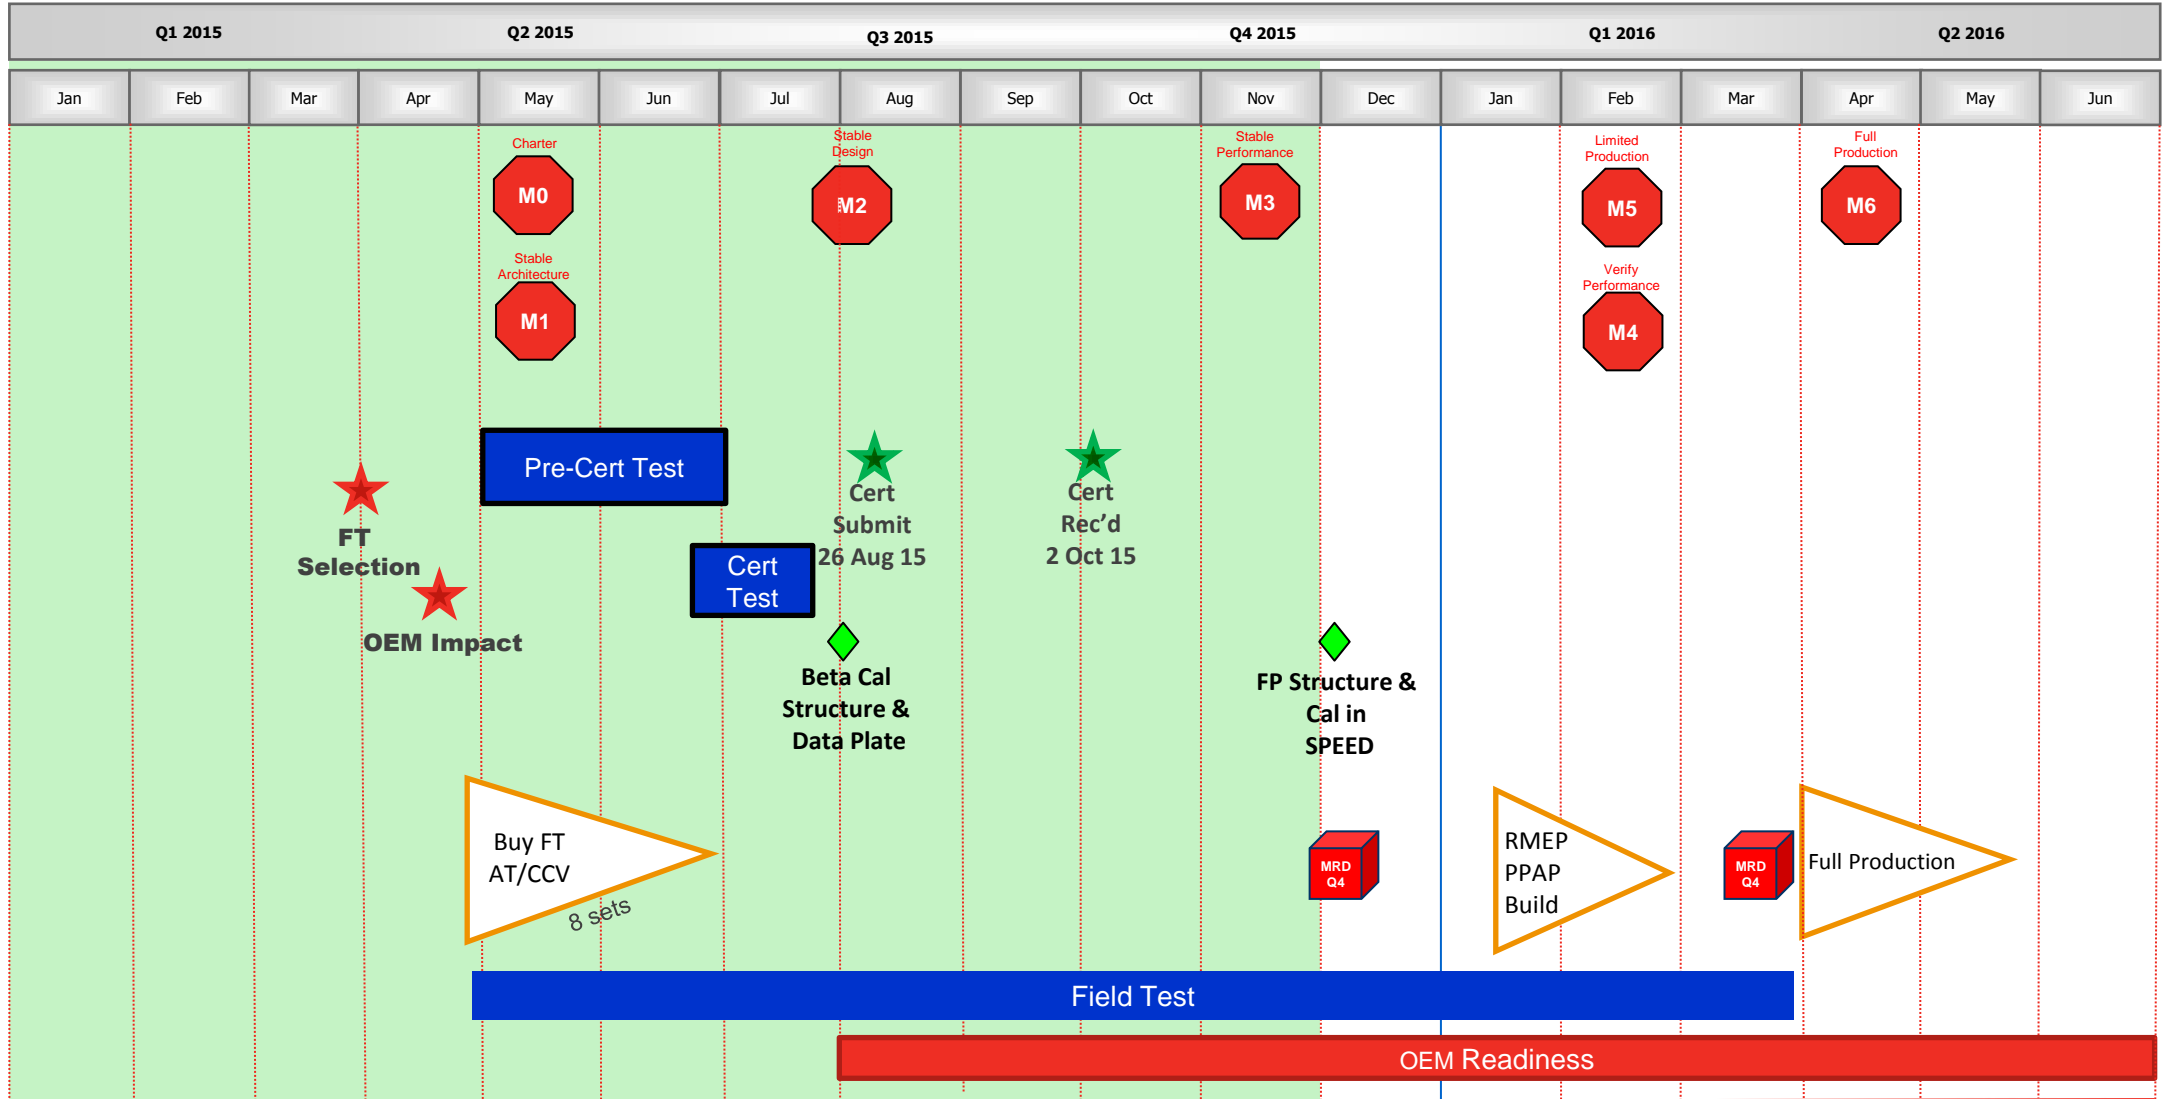 Q1 2015
Q2 2015
Q3 2015
Q4 2015
Q1 2016
Q2 2016
Jan
Feb
Mar
Apr
May
Jun
Jul
Aug
Sep
Oct
Nov
Dec
Jan
Feb
Mar
Apr
May
Jun
Charter
M0
Stable
Design
M2
Stable
Performance
M3
Limited
Production
M5
Full
Production
M6
Stable
Architecture
M1
Verify
Performance
M4
Pre-Cert Test
Cert
Submit
26 Aug 15
Cert
Rec’d
2 Oct 15
FT
Selection
Cert
Test
OEM Impact
Beta Cal
Structure &
Data Plate
FP Structure &
Cal in
SPEED
Buy FT
AT/CCV
8 sets
MRD
Q4
RMEP
PPAP
Build
MRD
Q4
Full Production
Field Test
OEM Readiness